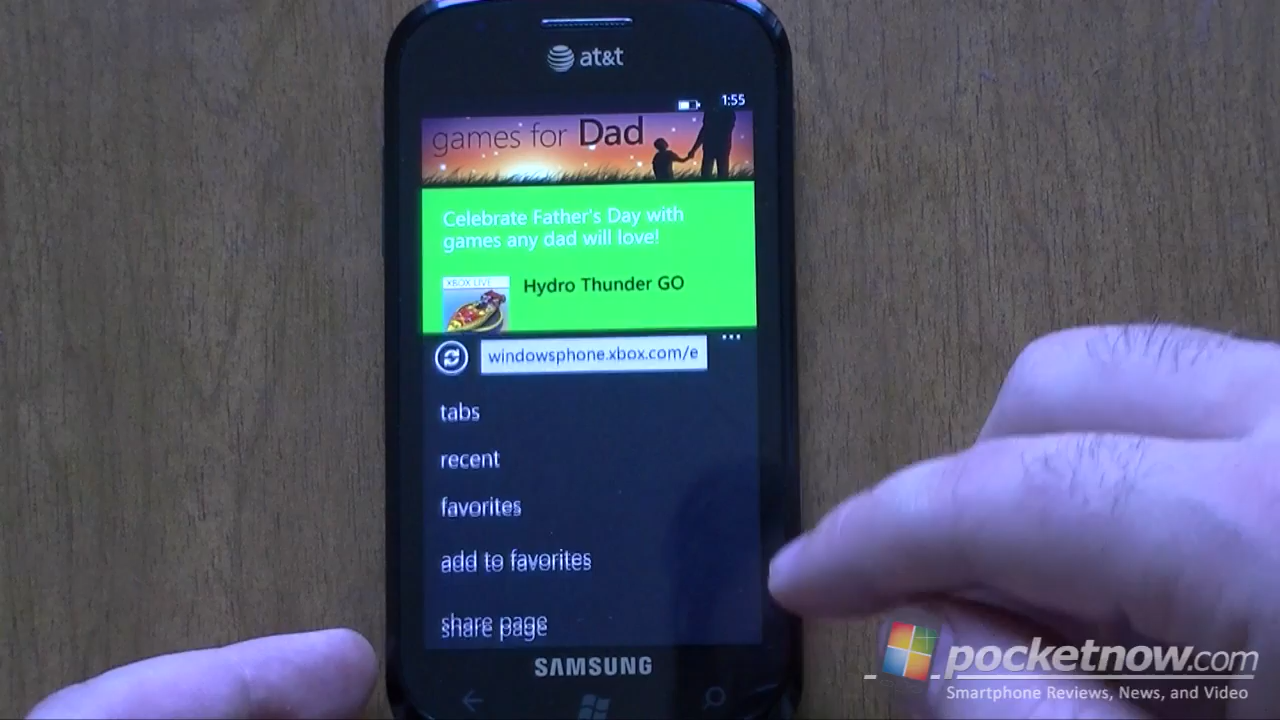 at&t
1:55
games for Dad
Celebrate Father's Day with
games any dad will love!
XBOX LIVE
Hydro Thunder GO
windowsphone.xbox.com/e
tabs
recent
favorites
add to favorites
share page
SAMSUNG
pocketnow.com
Smartphone Reviews, News, and Video